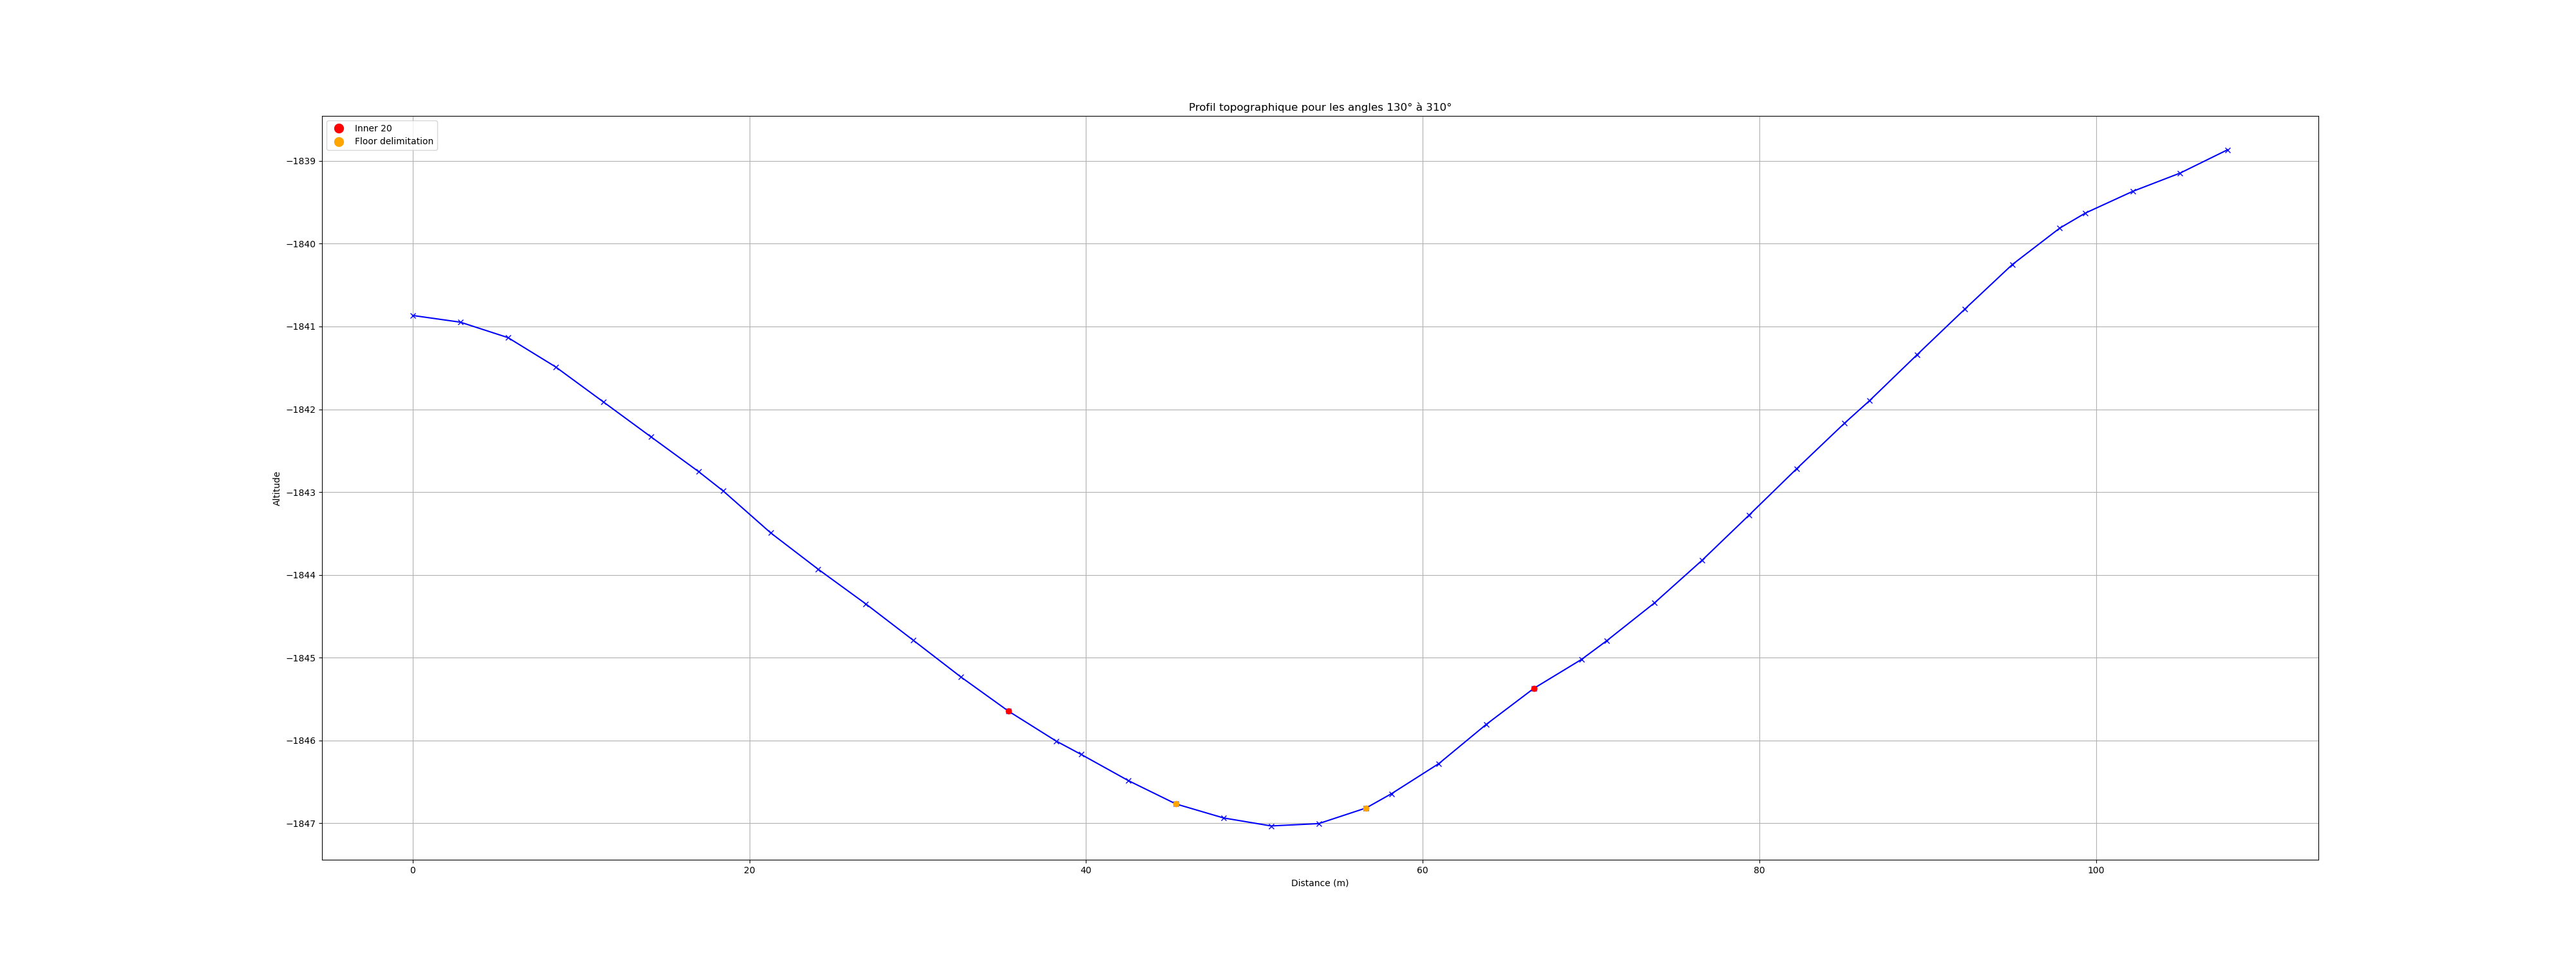 Profil topographique pour les angles 130° à 310°
Inner 20
Floor delimitation
−1839
−1840
−1841
−1842
−1843
−1844
−1845
−1846
−1847
Altitude
0 20 40 60 80 100
Distance (m)